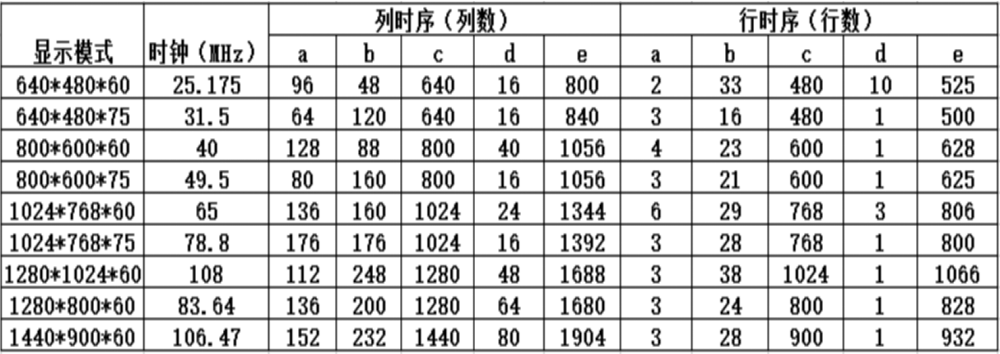 列时序（列数） 行时序（行数）
显示模式 时钟（MHz） a b c d e a b c d e
640*480*60 25.175 96 48 640 16 800 2 33 480 10 525
640*480*75 31.5 64 120 640 16 840 3 16 480 1 500
800*600*60 40 128 88 800 40 1056 4 23 600 1 628
800*600*75 49.5 80 160 800 16 1056 3 21 600 1 625
1024*768*60 65 136 160 1024 24 1344 6 29 768 3 806
1024*768*75 78.8 176 176 1024 16 1392 3 28 768 1 800
1280*1024*60 108 112 248 1280 48 1688 3 38 1024 1 1066
1280*800*60 83.64 136 200 1280 64 1680 3 24 800 1 828
1440*900*60 106.47 152 232 1440 80 1904 3 28 900 1 932